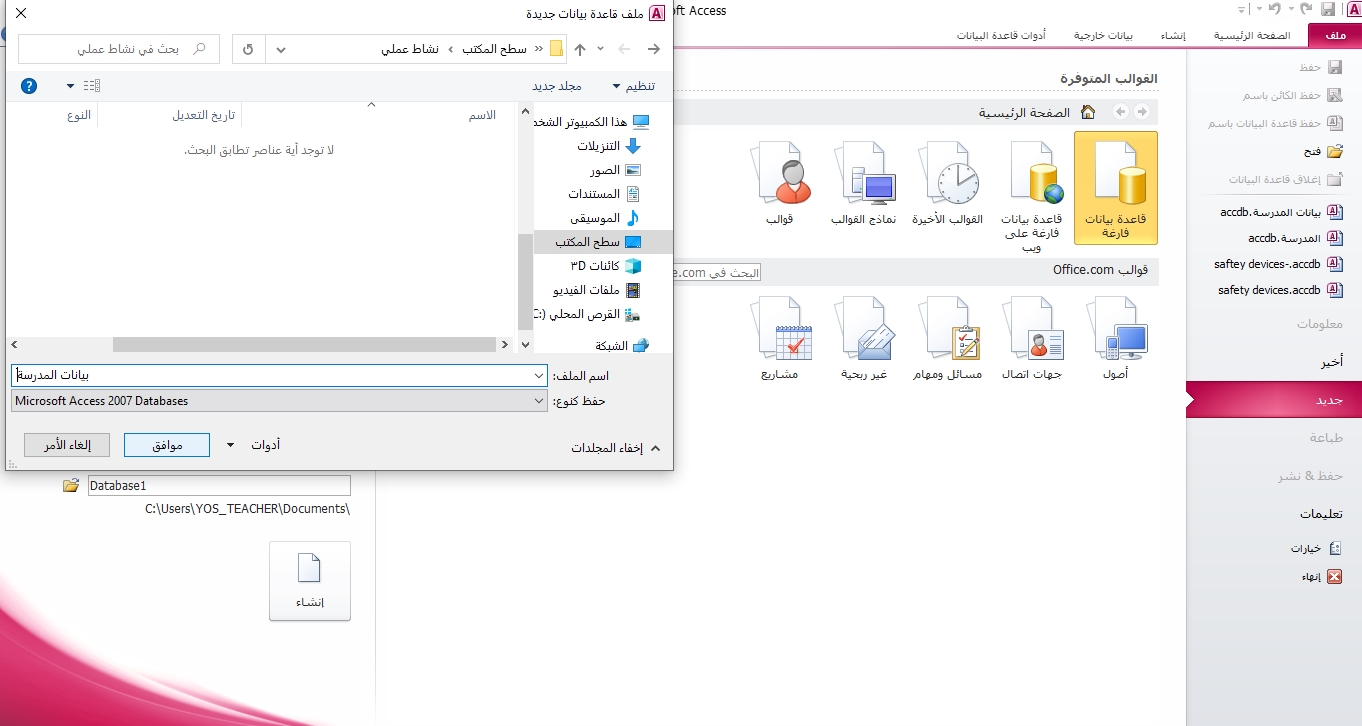 ملف قاعدة بيانات جديدة
سطح المكتب
نشاط عملي
بحث في نشاط عملي
تنظيم
مجلد جديد
الاسم
تاريخ التعديل
النوع
لا توجد أية عناصر تطابق البحث.
هذا الكمبيوتر الشخص
التنزيلات
الصور
المستندات
الموسيقى
سطح المكتب
كائنات ٣D
ملفات الفيديو
القرص المحلي (C:
الشبكة
اسم الملف:
بيانات المدرسة
حفظ كنوع:
Microsoft Access 2007 Databases
إخفاء المجلدات
أدوات
موافق
إلغاء الأمر
Access
ملف
الصفحة الرئيسية
إنشاء
بيانات خارجية
أدوات قاعدة البيانات
حفظ
حفظ الكائن باسم
حفظ قاعدة البيانات باسم
فتح
إغلاق قاعدة البيانات
بيانات المدرسة.accdb
المدرسة.accdb
saftey devices-.accdb
safety devices.accdb
معلومات
أخير
جديد
طباعة
حفظ & نشر
تعليمات
خيارات
إنهاء
القوالب المتوفرة
الصفحة الرئيسية
قاعدة بيانات فارغة
قاعدة بيانات فارغة على ويب
القوالب الأخيرة
نماذج القوالب
قوالب
قوالب Office.com
البحث في e.com
أصول
جهات اتصال
مسائل ومهام
غير ربحية
مشاريع
Database1
C:\Users\YOS_TEACHER\Documents\
إنشاء